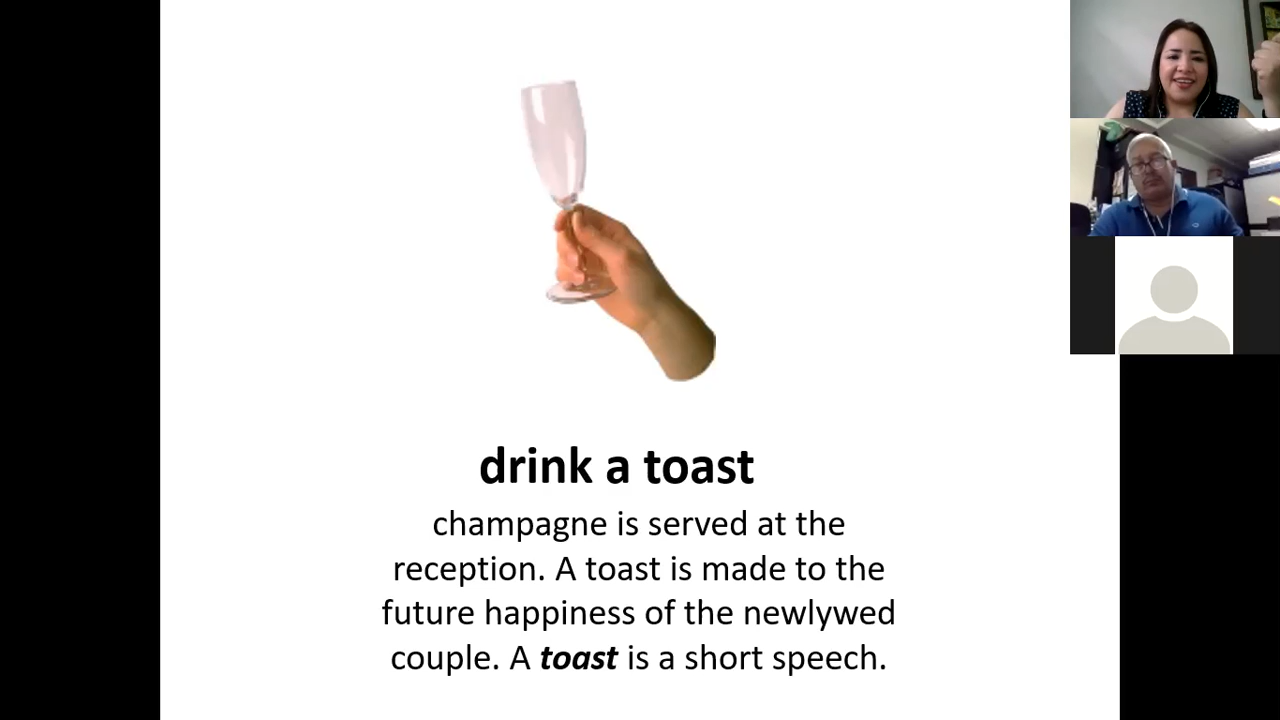 drink a toast
champagne is served at the
reception. A toast is made to the
future happiness of the newlywed
couple. A toast is a short speech.